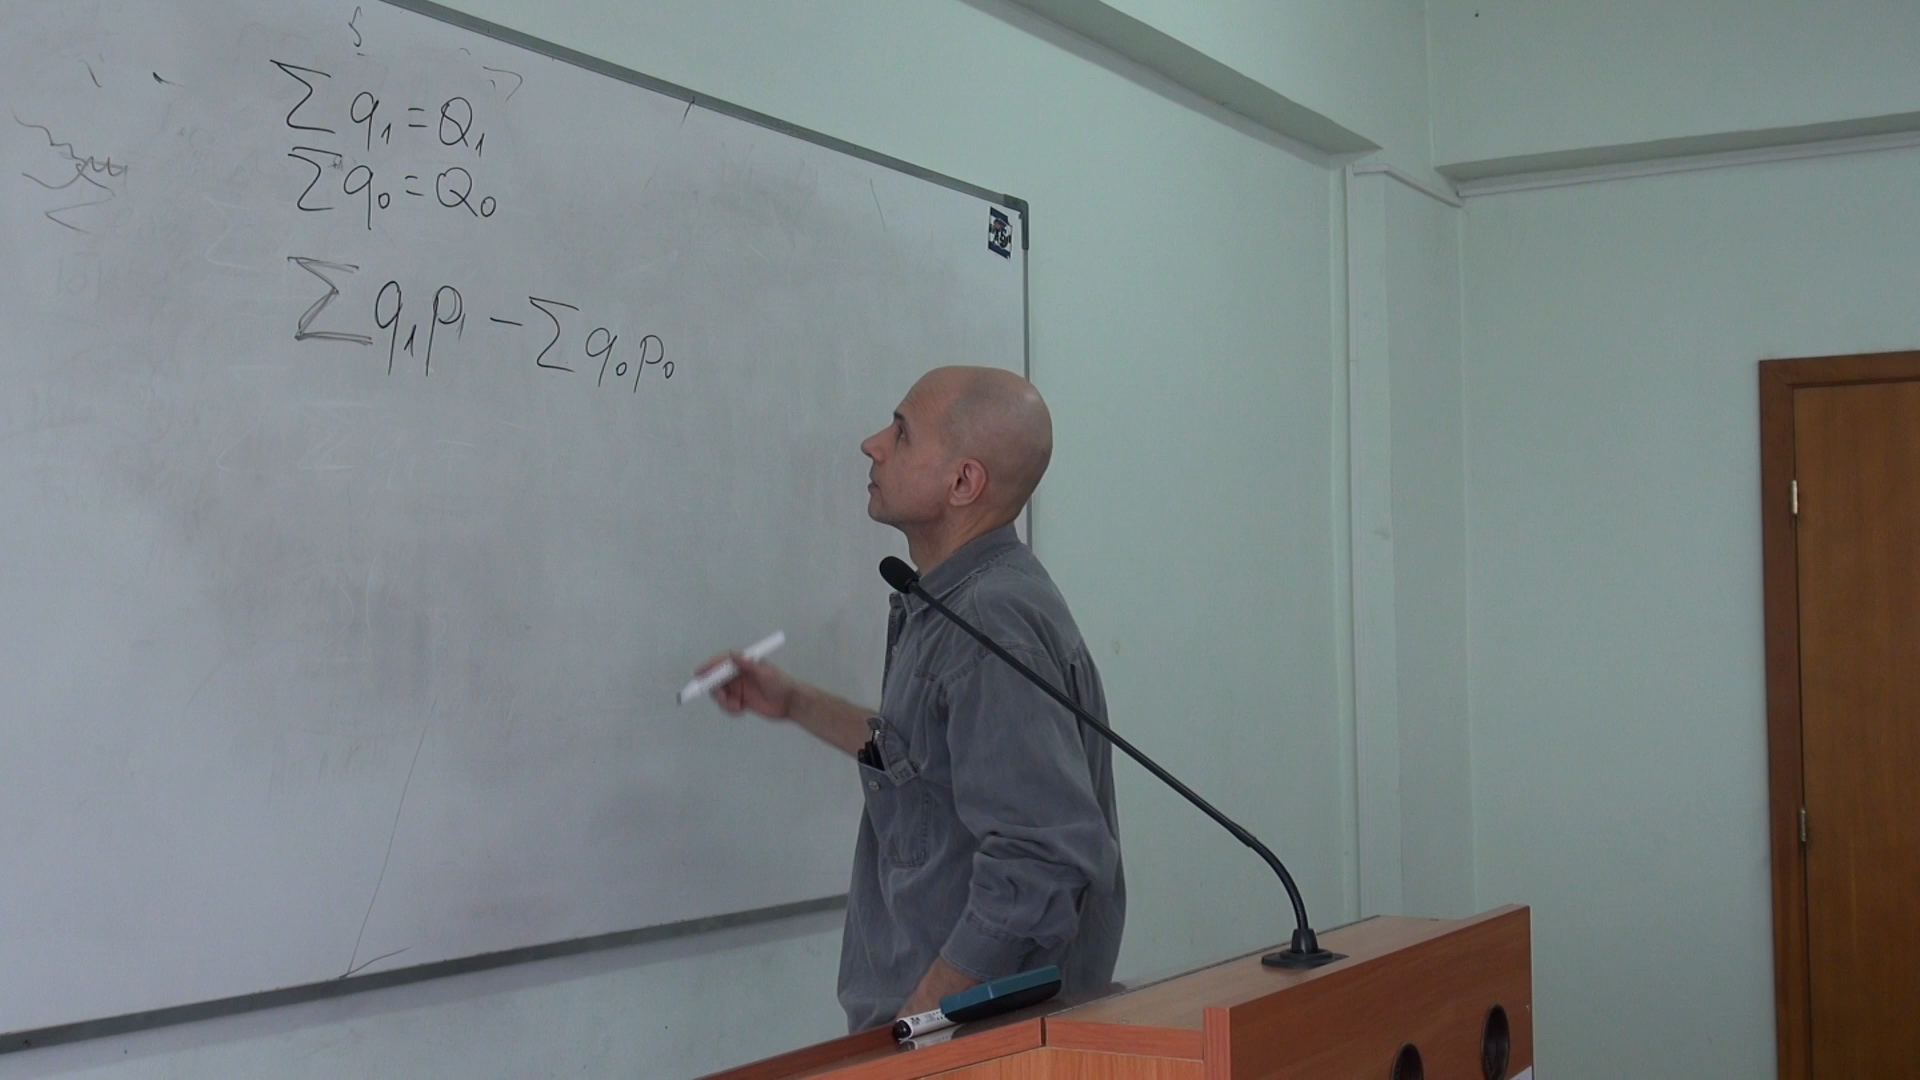 ∑ q₁ = Q₁
∑ q₀ = Q₀
∑ q₁p₁ − ∑ q₀p₀